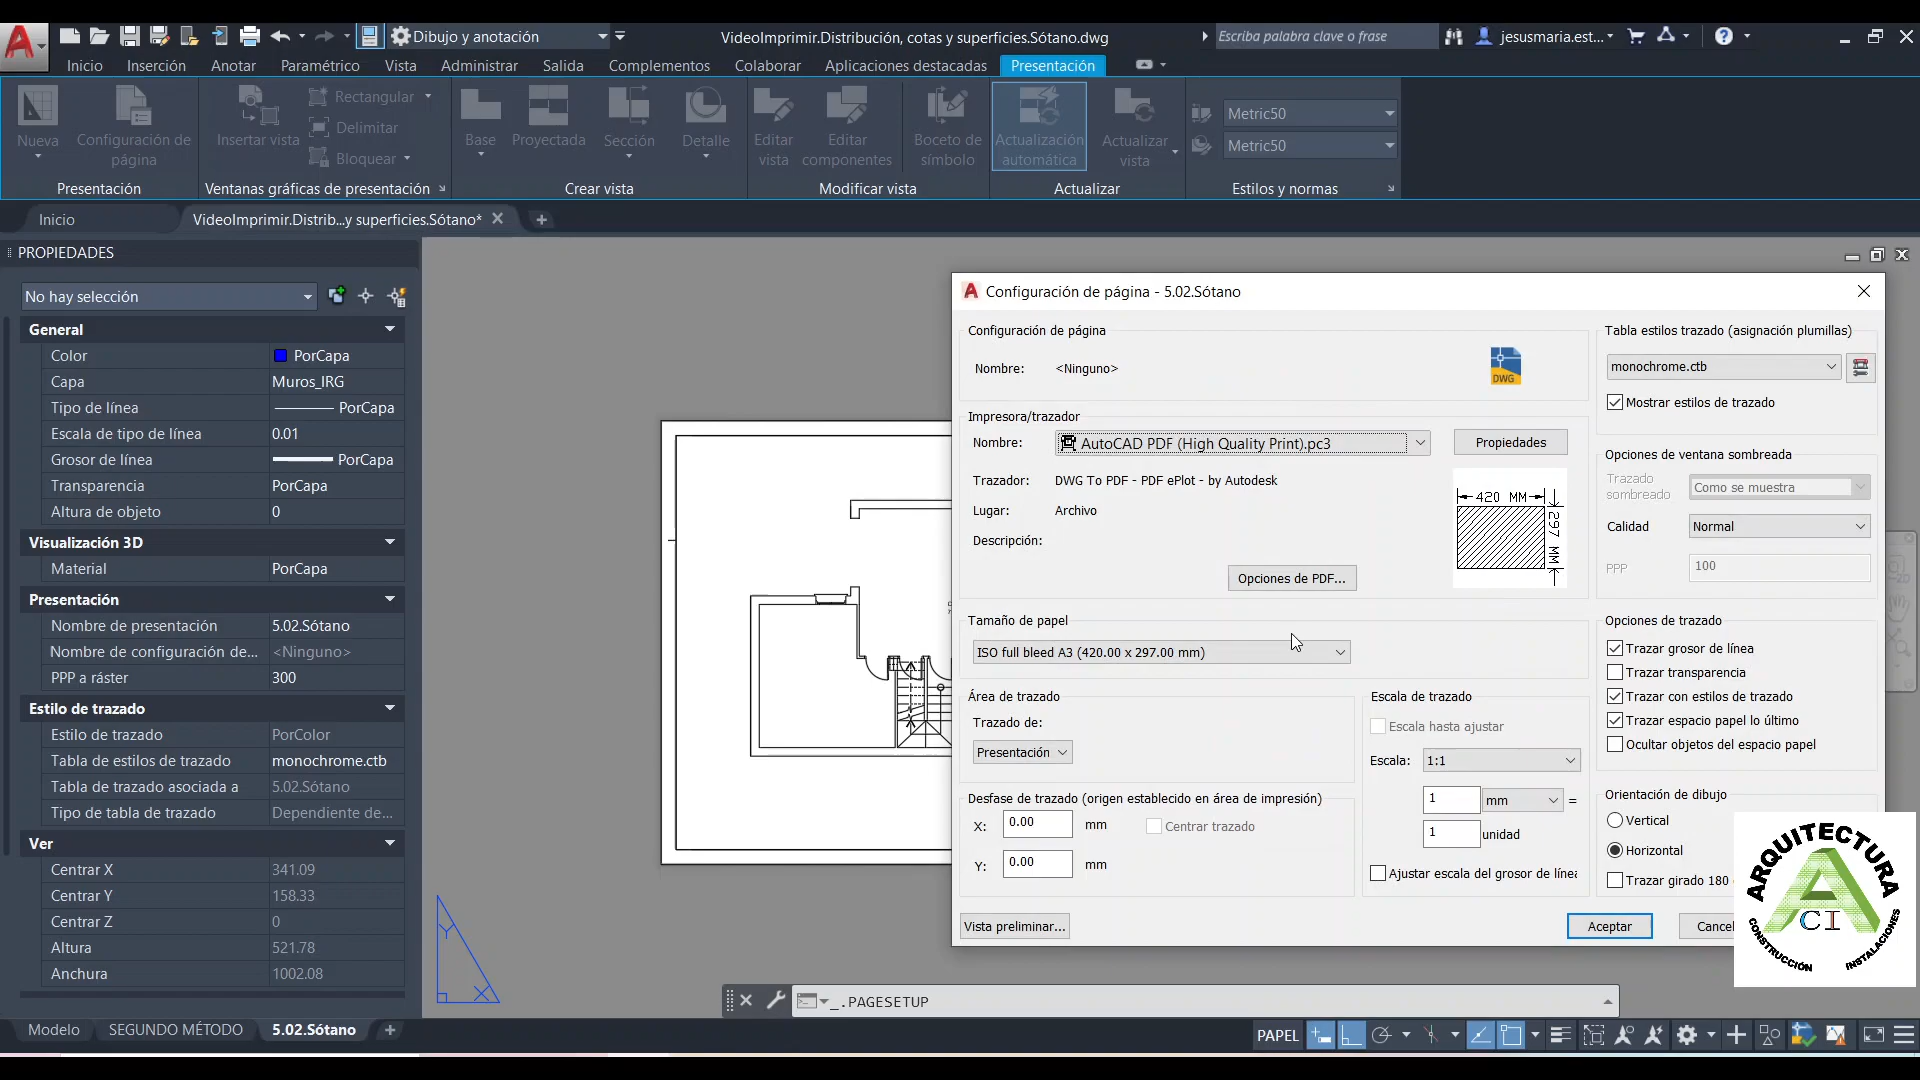 Dibujo y anotación
VideoImprimir.Distribución, cotas y superficies.Sótano.dwg
Escriba palabra clave o frase
jesusmaria.est...
Inicio
Inserción
Anotar
Paramétrico
Vista
Administrar
Salida
Complementos
Colaborar
Aplicaciones destacadas
Presentación
Nueva
Configuración de
página
Insertar vista
Rectangular
Delimitar
Bloquear
Base
Proyectada
Sección
Detalle
Editar
vista
Editar
componentes
Boceto de
símbolo
Actualización
automática
Actualizar
vista
Metric50
Metric50
Presentación
Ventanas gráficas de presentación
Crear vista
Modificar vista
Actualizar
Estilos y normas
Inicio
VideoImprimir.Distrib...y superficies.Sótano*
PROPIEDADES
No hay selección
General
Color PorCapa
Capa Muros_IRG
Tipo de línea PorCapa
Escala de tipo de línea 0.01
Grosor de línea PorCapa
Transparencia PorCapa
Altura de objeto 0
Visualización 3D
Material PorCapa
Presentación
Nombre de presentación 5.02.Sótano
Nombre de configuración de... <Ninguno>
PPP a ráster 300
Estilo de trazado
Estilo de trazado PorColor
Tabla de estilos de trazado monochrome.ctb
Tabla de trazado asociada a 5.02.Sótano
Tipo de tabla de trazado Dependiente de...
Ver
Centrar X 341.09
Centrar Y 158.33
Centrar Z 0
Altura 521.78
Anchura 1002.08
Y
X
Configuración de página - 5.02.Sótano
Configuración de página
Nombre: <Ninguno>
DWG
Impresora/trazador
Nombre: AutoCAD PDF (High Quality Print).pc3
Propiedades
Trazador: DWG To PDF - PDF ePlot - by Autodesk
Lugar: Archivo
Descripción:
420 MM
297 MM
Opciones de PDF...
Tamaño de papel
ISO full bleed A3 (420.00 x 297.00 mm)
Área de trazado
Trazado de:
Presentación
Desfase de trazado (origen establecido en área de impresión)
X: 0.00 mm
Centrar trazado
Y: 0.00 mm
Escala de trazado
Escala hasta ajustar
Escala: 1:1
1 mm =
1 unidad
Ajustar escala del grosor de línea
Tabla estilos trazado (asignación plumillas)
monochrome.ctb
Mostrar estilos de trazado
Opciones de ventana sombreada
Trazado
sombreado
Como se muestra
Calidad Normal
PPP 100
Opciones de trazado
Trazar grosor de línea
Trazar transparencia
Trazar con estilos de trazado
Trazar espacio papel lo último
Ocultar objetos del espacio papel
Orientación de dibujo
Vertical
Horizontal
Trazar girado 180
Vista preliminar...
Aceptar
Cancel
ARQUITECTURA
CI
CONSTRUCCIÓN
INSTALACIONES
_.PAGESETUP
Modelo
SEGUNDO MÉTODO
5.02.Sótano
PAPEL